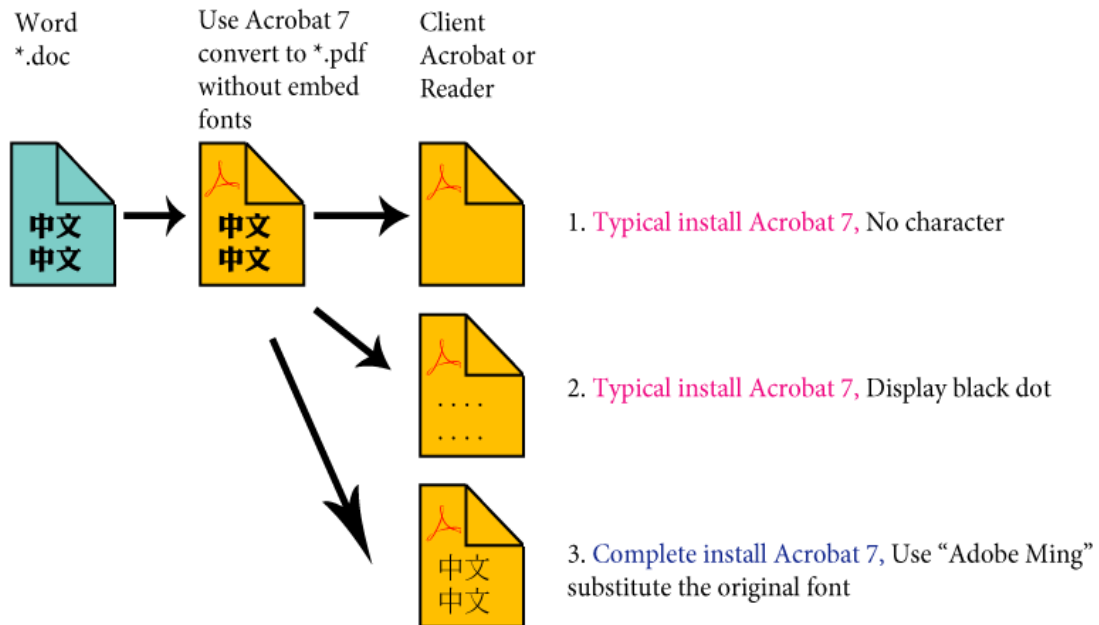 Word
*.doc
Use Acrobat 7
convert to *.pdf
without embed
fonts
Client
Acrobat or
Reader
中文
中文
中文
中文
1. Typical install Acrobat 7, No character
. . . .
. . . .
2. Typical install Acrobat 7, Display black dot
中文
中文
3. Complete install Acrobat 7, Use “Adobe Ming”
substitute the original font